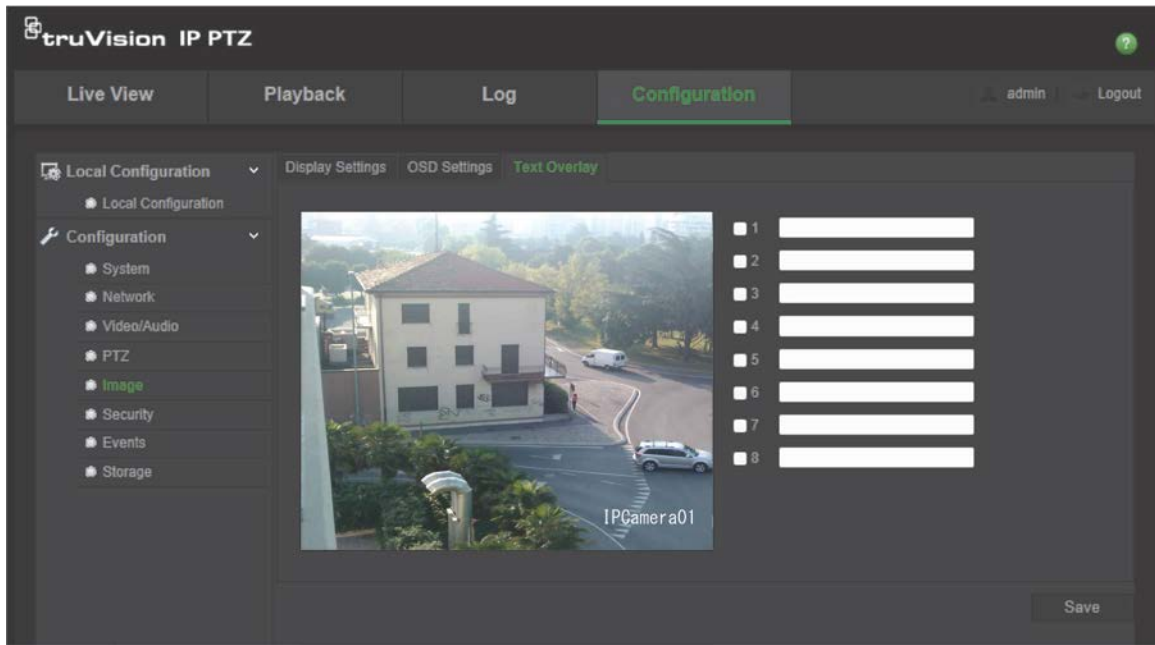 truVision IP PTZ
?
Live View Playback Log Configuration admin | Logout
Local Configuration
Local Configuration
Configuration
System
Network
Video/Audio
PTZ
Image
Security
Events
Storage
Display Settings OSD Settings Text Overlay
1
2
3
4
5
6
7
8
IPCamera01
Save